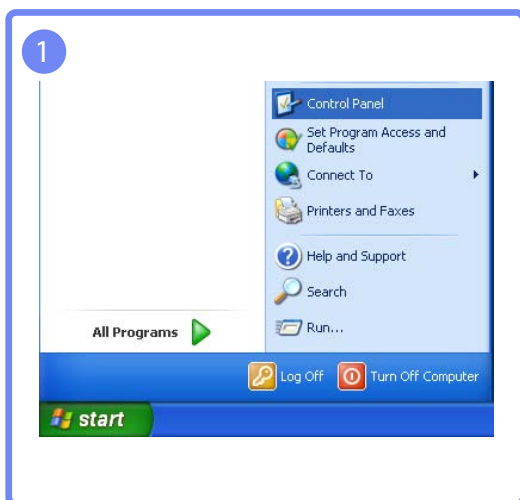 1
Control Panel
Set Program Access and
Defaults
Connect To
Printers and Faxes
Help and Support
Search
All Programs
Run...
Log Off
Turn Off Computer
start